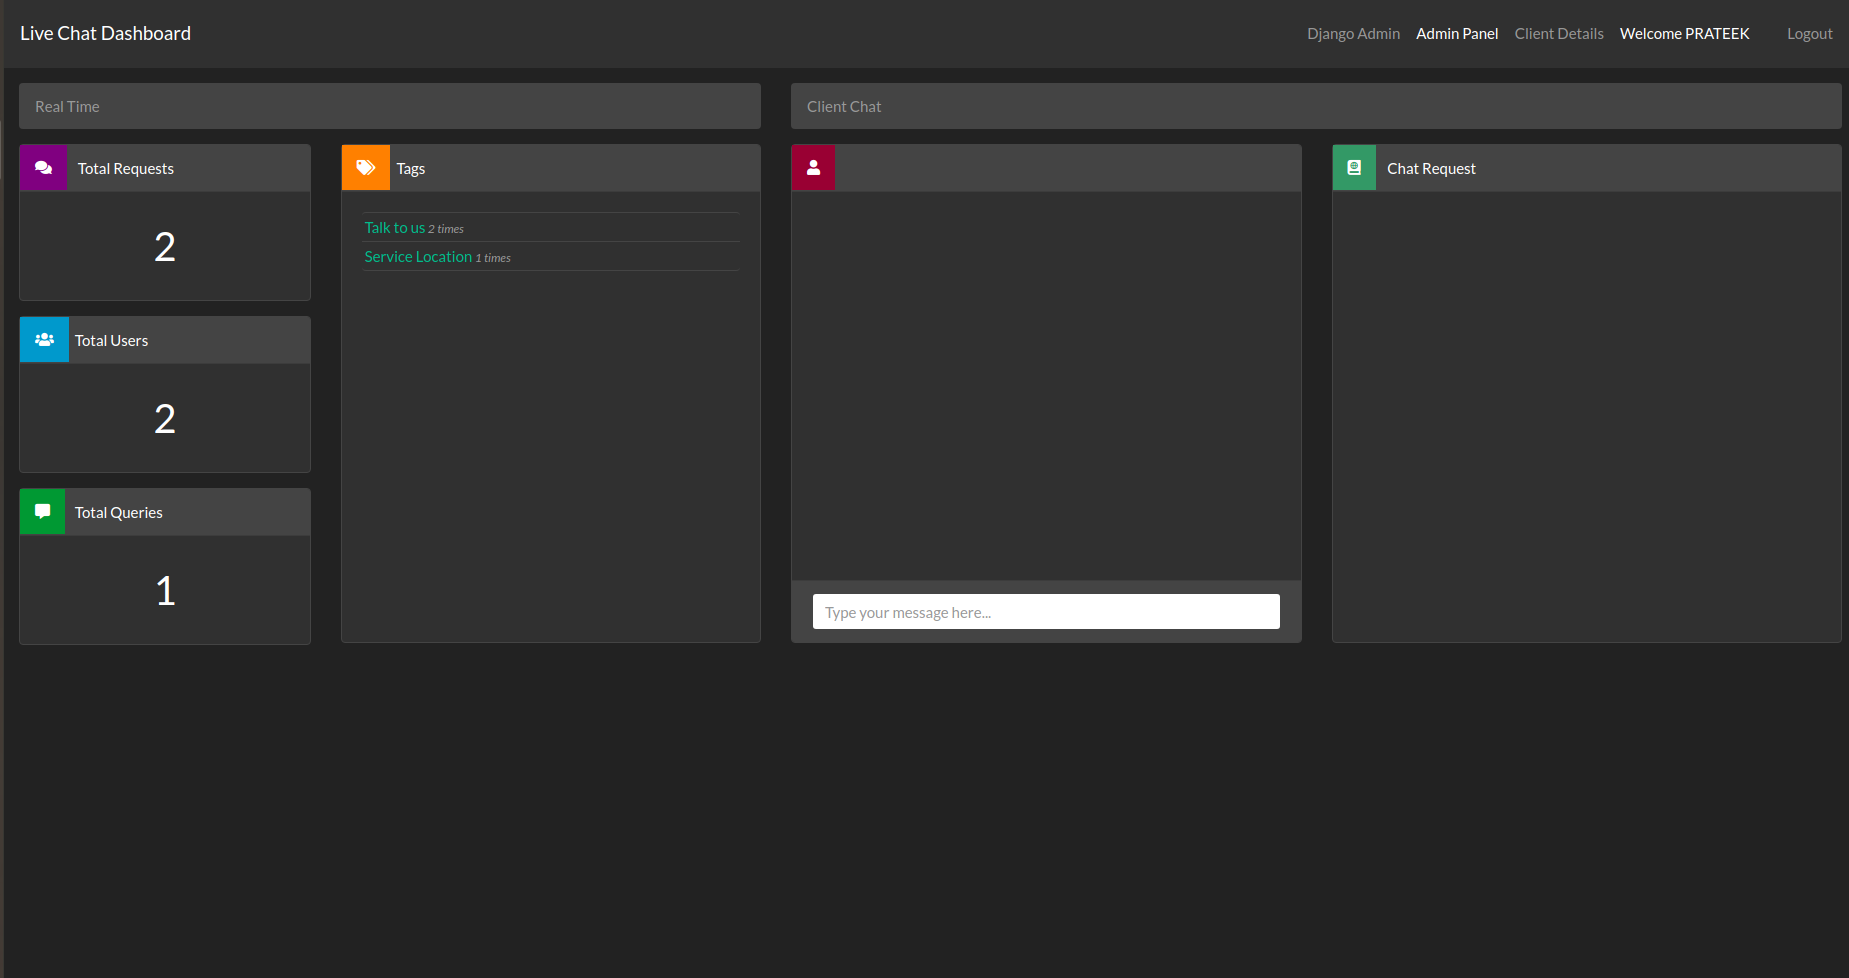 Live Chat Dashboard
Django Admin Admin Panel Client Details Welcome PRATEEK Logout
Real Time
Client Chat
Total Requests
2
Total Users
2
Total Queries
1
Tags
Talk to us 2 times
Service Location 1 times
Type your message here...
Chat Request